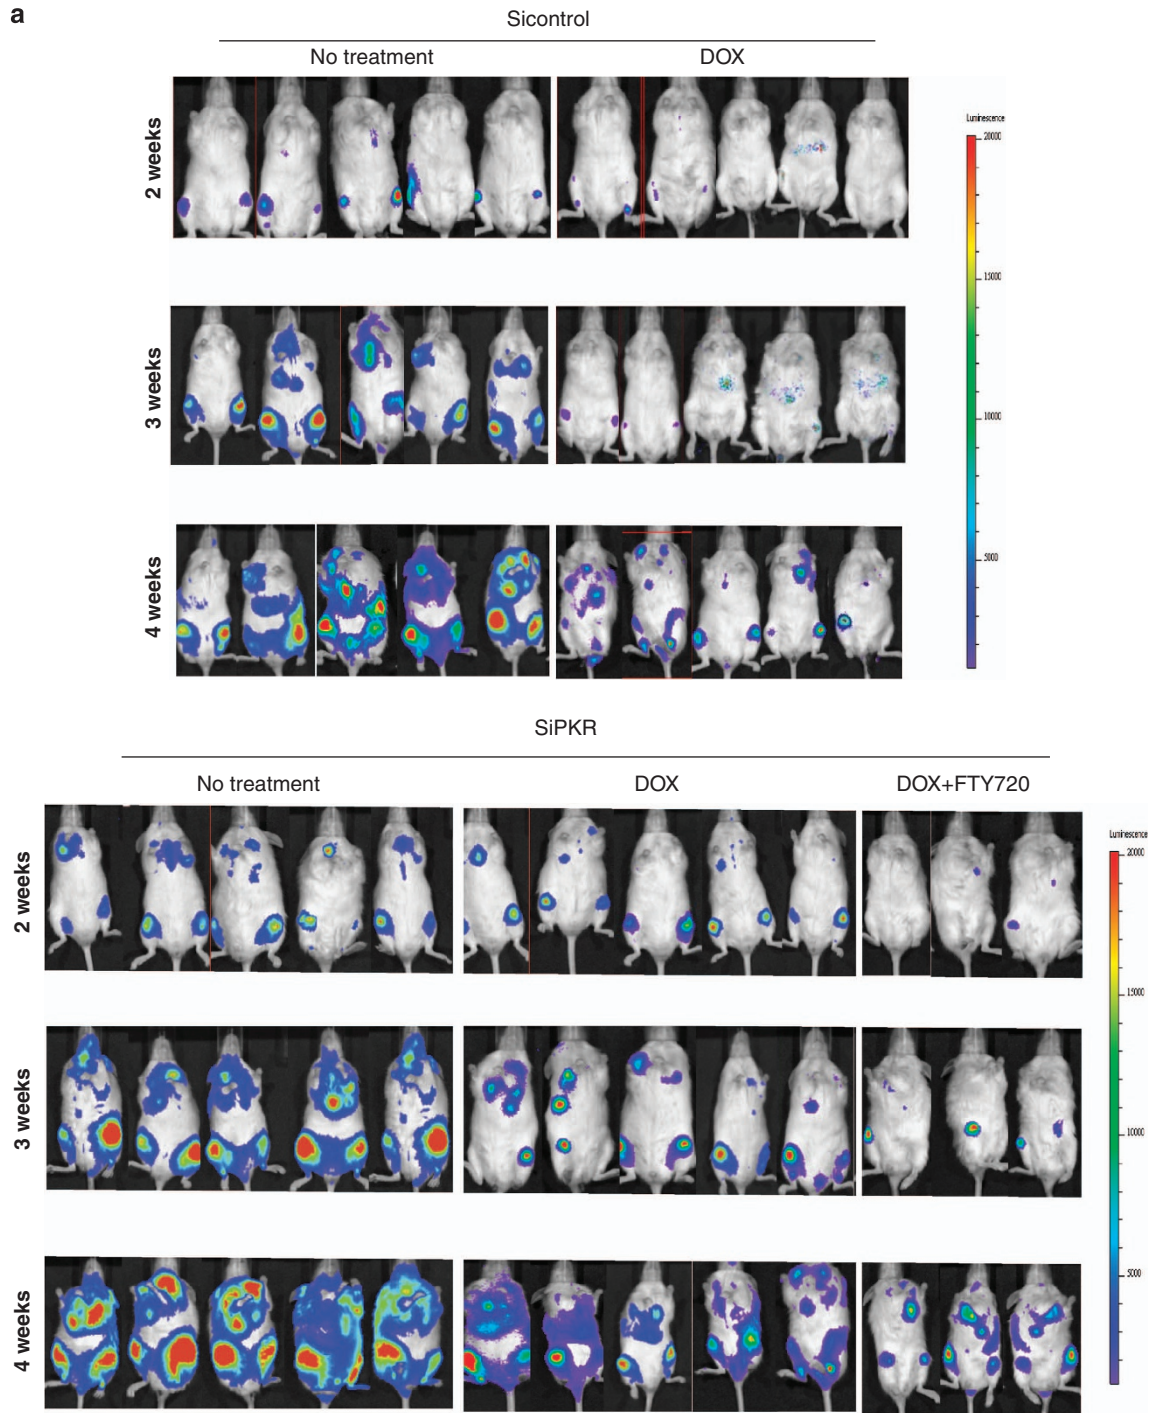 a
Sicontrol
No treatment
DOX
2 weeks
3 weeks
4 weeks
Luminescence
20000
15000
10000
5000
SiPKR
No treatment
DOX
DOX+FTY720
2 weeks
3 weeks
4 weeks
Luminescence
20000
15000
10000
5000